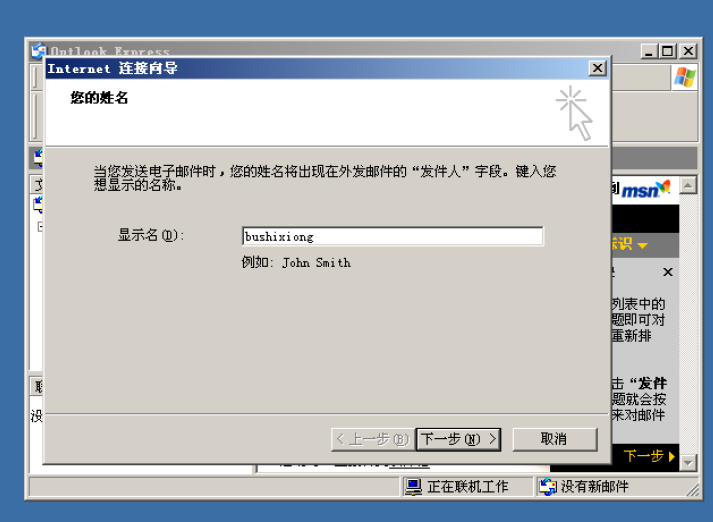 Outlook Express
Internet 连接向导
您的姓名
当您发送电子邮件时，您的姓名将出现在外发邮件的“发件人”字段。键入您
想显示的名称。
显示名(D):
bushixiong
例如: John Smith
< 上一步(B)
下一步(N) >
取消
msn
标识
列表中的
题即可对
重新排
击“发件
题就会按
来对邮件
下一步
正在联机工作
没有新邮件